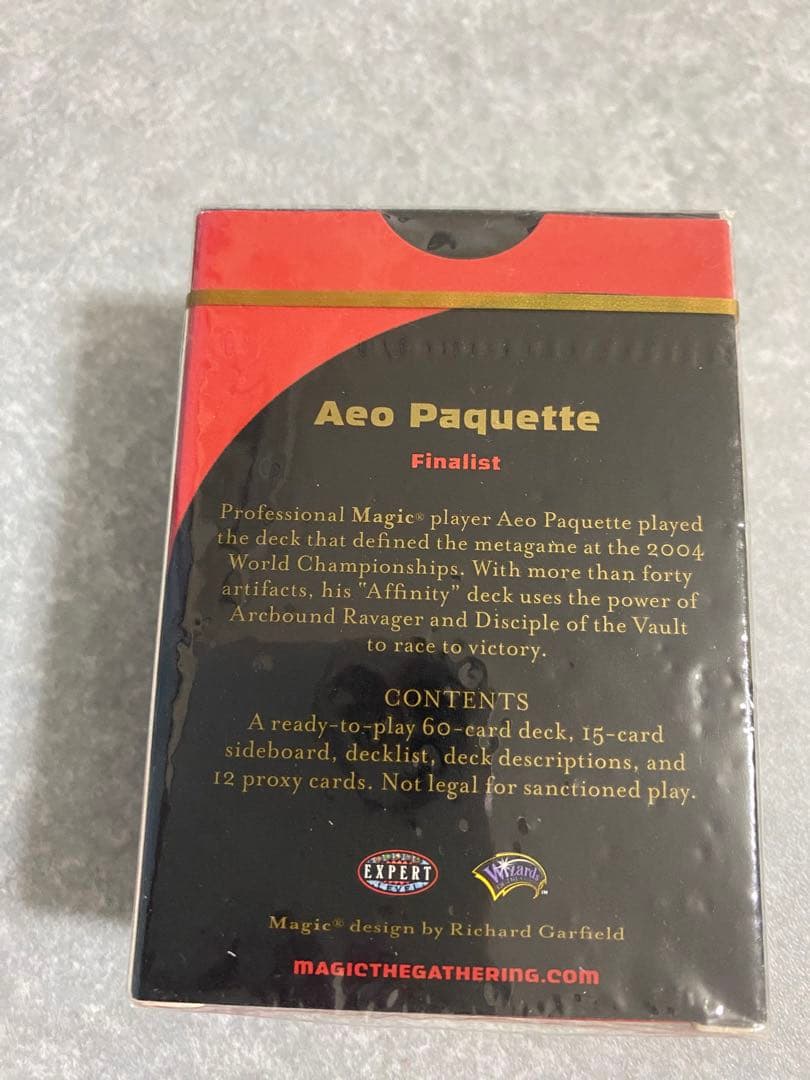 Aeo Paquette
Finalist
Professional Magic® player Aeo Paquette played
the deck that defined the metagame at the 2004
World Championships. With more than forty
artifacts, his "Affinity" deck uses the power of
Arcbound Ravager and Disciple of the Vault
to race to victory.
CONTENTS
A ready-to-play 60-card deck, 15-card
sideboard, decklist, deck descriptions, and
12 proxy cards. Not legal for sanctioned play.
EXPERT
LEVEL
Wizards
™
Magic® design by Richard Garfield
MAGICTHEGATHERING.COM